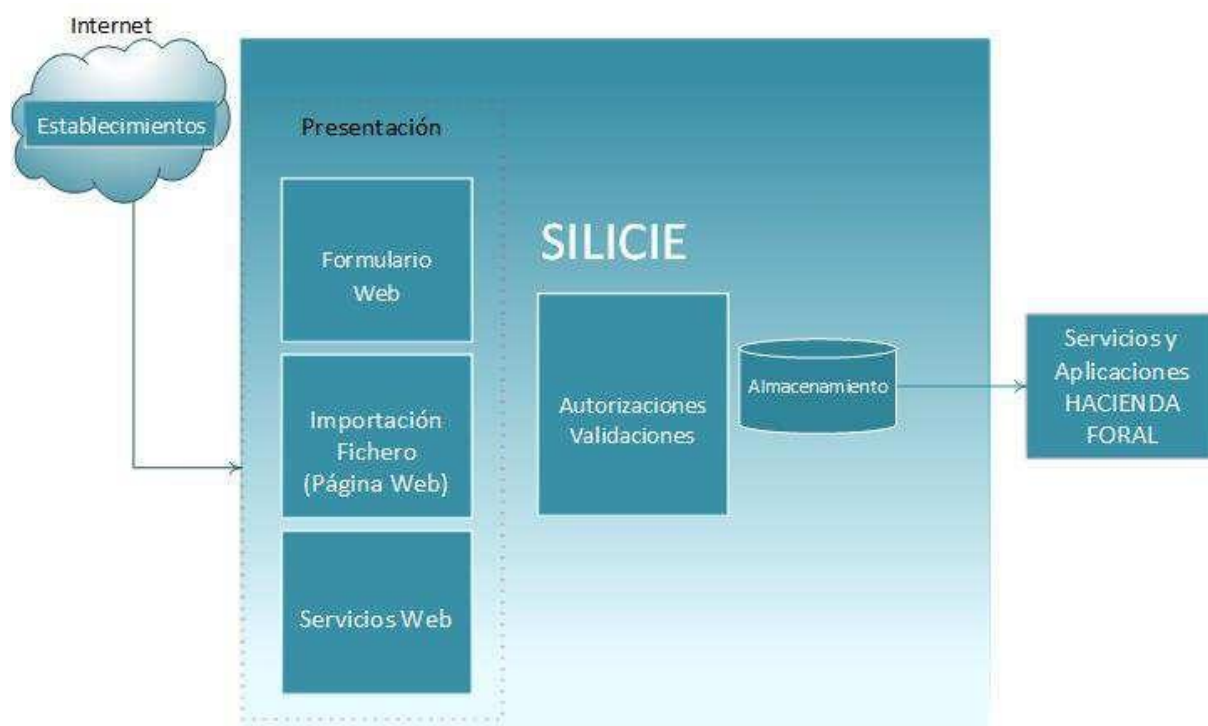 Internet
Establecimientos
Presentación
Formulario
Web
Importación
Fichero
(Página Web)
Servicios Web
SILICIE
Autorizaciones
Validaciones
Almacenamiento
Servicios y
Aplicaciones
HACIENDA
FORAL